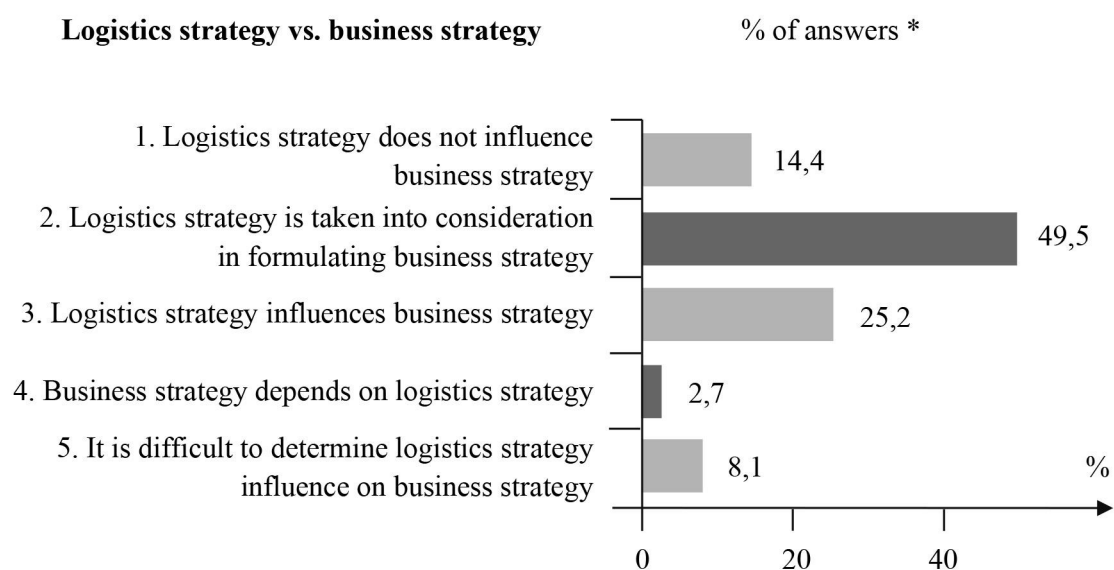 Logistics strategy vs. business strategy
% of answers *
1. Logistics strategy does not influence
business strategy
14,4
2. Logistics strategy is taken into consideration
in formulating business strategy
49,5
3. Logistics strategy influences business strategy
25,2
4. Business strategy depends on logistics strategy
2,7
5. It is difficult to determine logistics strategy
influence on business strategy
8,1
%
0
20
40